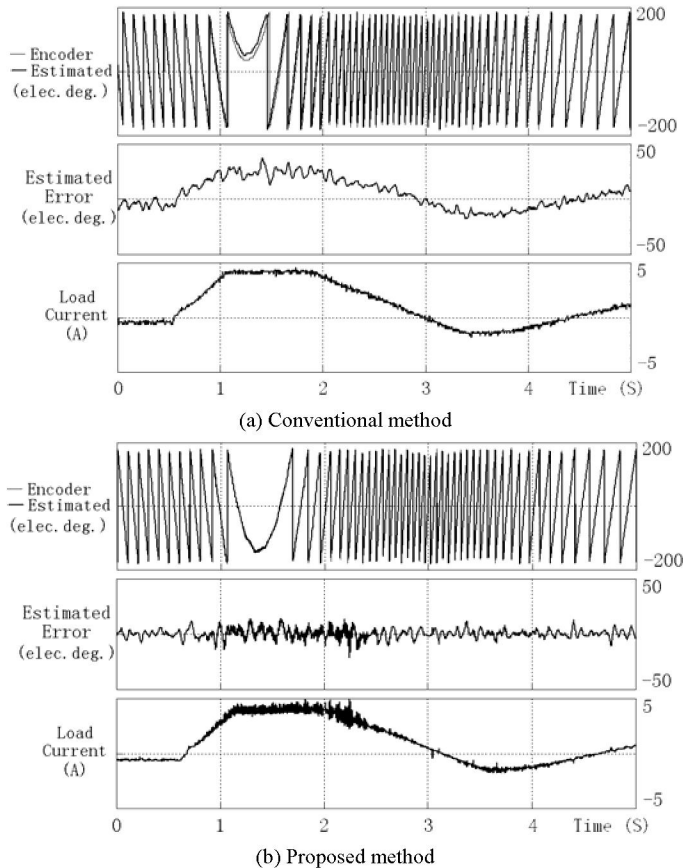 200
— Encoder
— Estimated
(elec.deg.)
-200
50
Estimated
Error
(elec.deg.)
-50
5
Load
Current
(A)
-5
0 1 2 3 4 Time (S)
(a) Conventional method
200
— Encoder
— Estimated
(elec.deg.)
-200
50
Estimated
Error
(elec.deg.)
-50
5
Load
Current
(A)
-5
0 1 2 3 4 Time (S)
(b) Proposed method